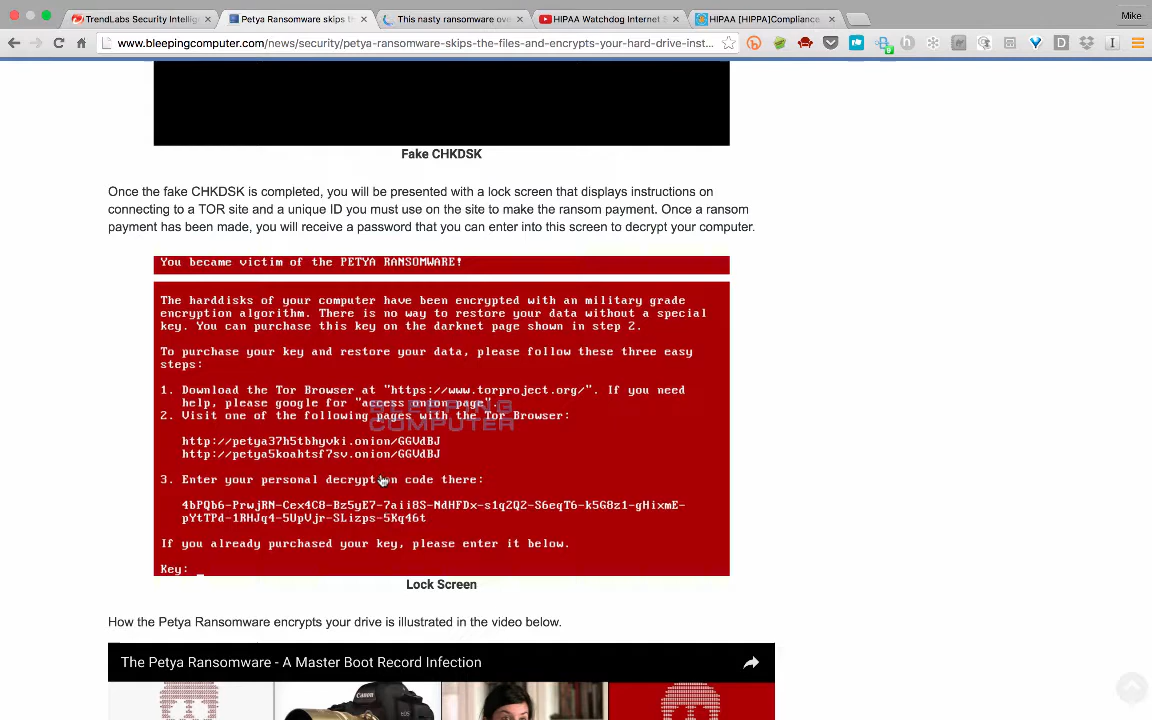 TrendLabs Security Intellig
Petya Ransomware skips th
This nasty ransomware ove
HIPAA Watchdog Internet S
HIPAA [HIPPA]Compliance
Mike
www.bleepingcomputer.com/news/security/petya-ransomware-skips-the-files-and-encrypts-your-hard-drive-inst...
Fake CHKDSK
Once the fake CHKDSK is completed, you will be presented with a lock screen that displays instructions on
connecting to a TOR site and a unique ID you must use on the site to make the ransom payment. Once a ransom
payment has been made, you will receive a password that you can enter into this screen to decrypt your computer.
You became victim of the PETYA RANSOMWARE!
The harddisks of your computer have been encrypted with an military grade
encryption algorithm. There is no way to restore your data without a special
key. You can purchase this key on the darknet page shown in step 2.
To purchase your key and restore your data, please follow these three easy
steps:
1. Download the Tor Browser at "https://www.torproject.org/". If you need
help, please google for "access onion page".
2. Visit one of the following pages with the Tor Browser:
BLEEPING
COMPUTER
http://petya37h5tbhyvki.onion/GGVdBJ
http://petya5koahtsf7sv.onion/GGVdBJ
3. Enter your personal decryption code there:
4bPQb6-PrwjRN-Cex4C8-Bz5yE7-7aii8S-NdHFDx-s1q2Q2-S6eqT6-k5G8z1-gHixmE-
pYtTPd-1RHJq4-5UpVjr-SLizps-5Kq46t
If you already purchased your key, please enter it below.
Key: _
Lock Screen
How the Petya Ransomware encrypts your drive is illustrated in the video below.
The Petya Ransomware - A Master Boot Record Infection
Canon